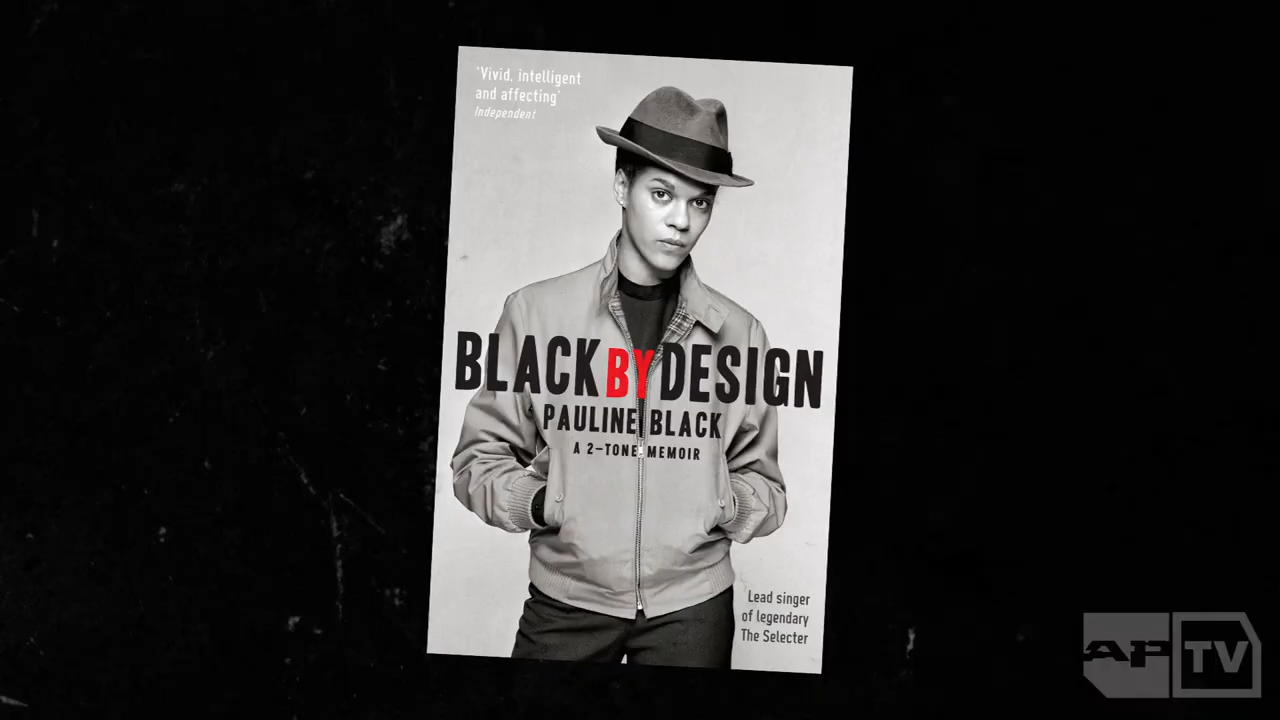 'Vivid, intelligent
and affecting'
Independent
BLACK BY DESIGN
PAULINE BLACK
A 2-TONE MEMOIR
Lead singer
of legendary
The Selecter
AP TV